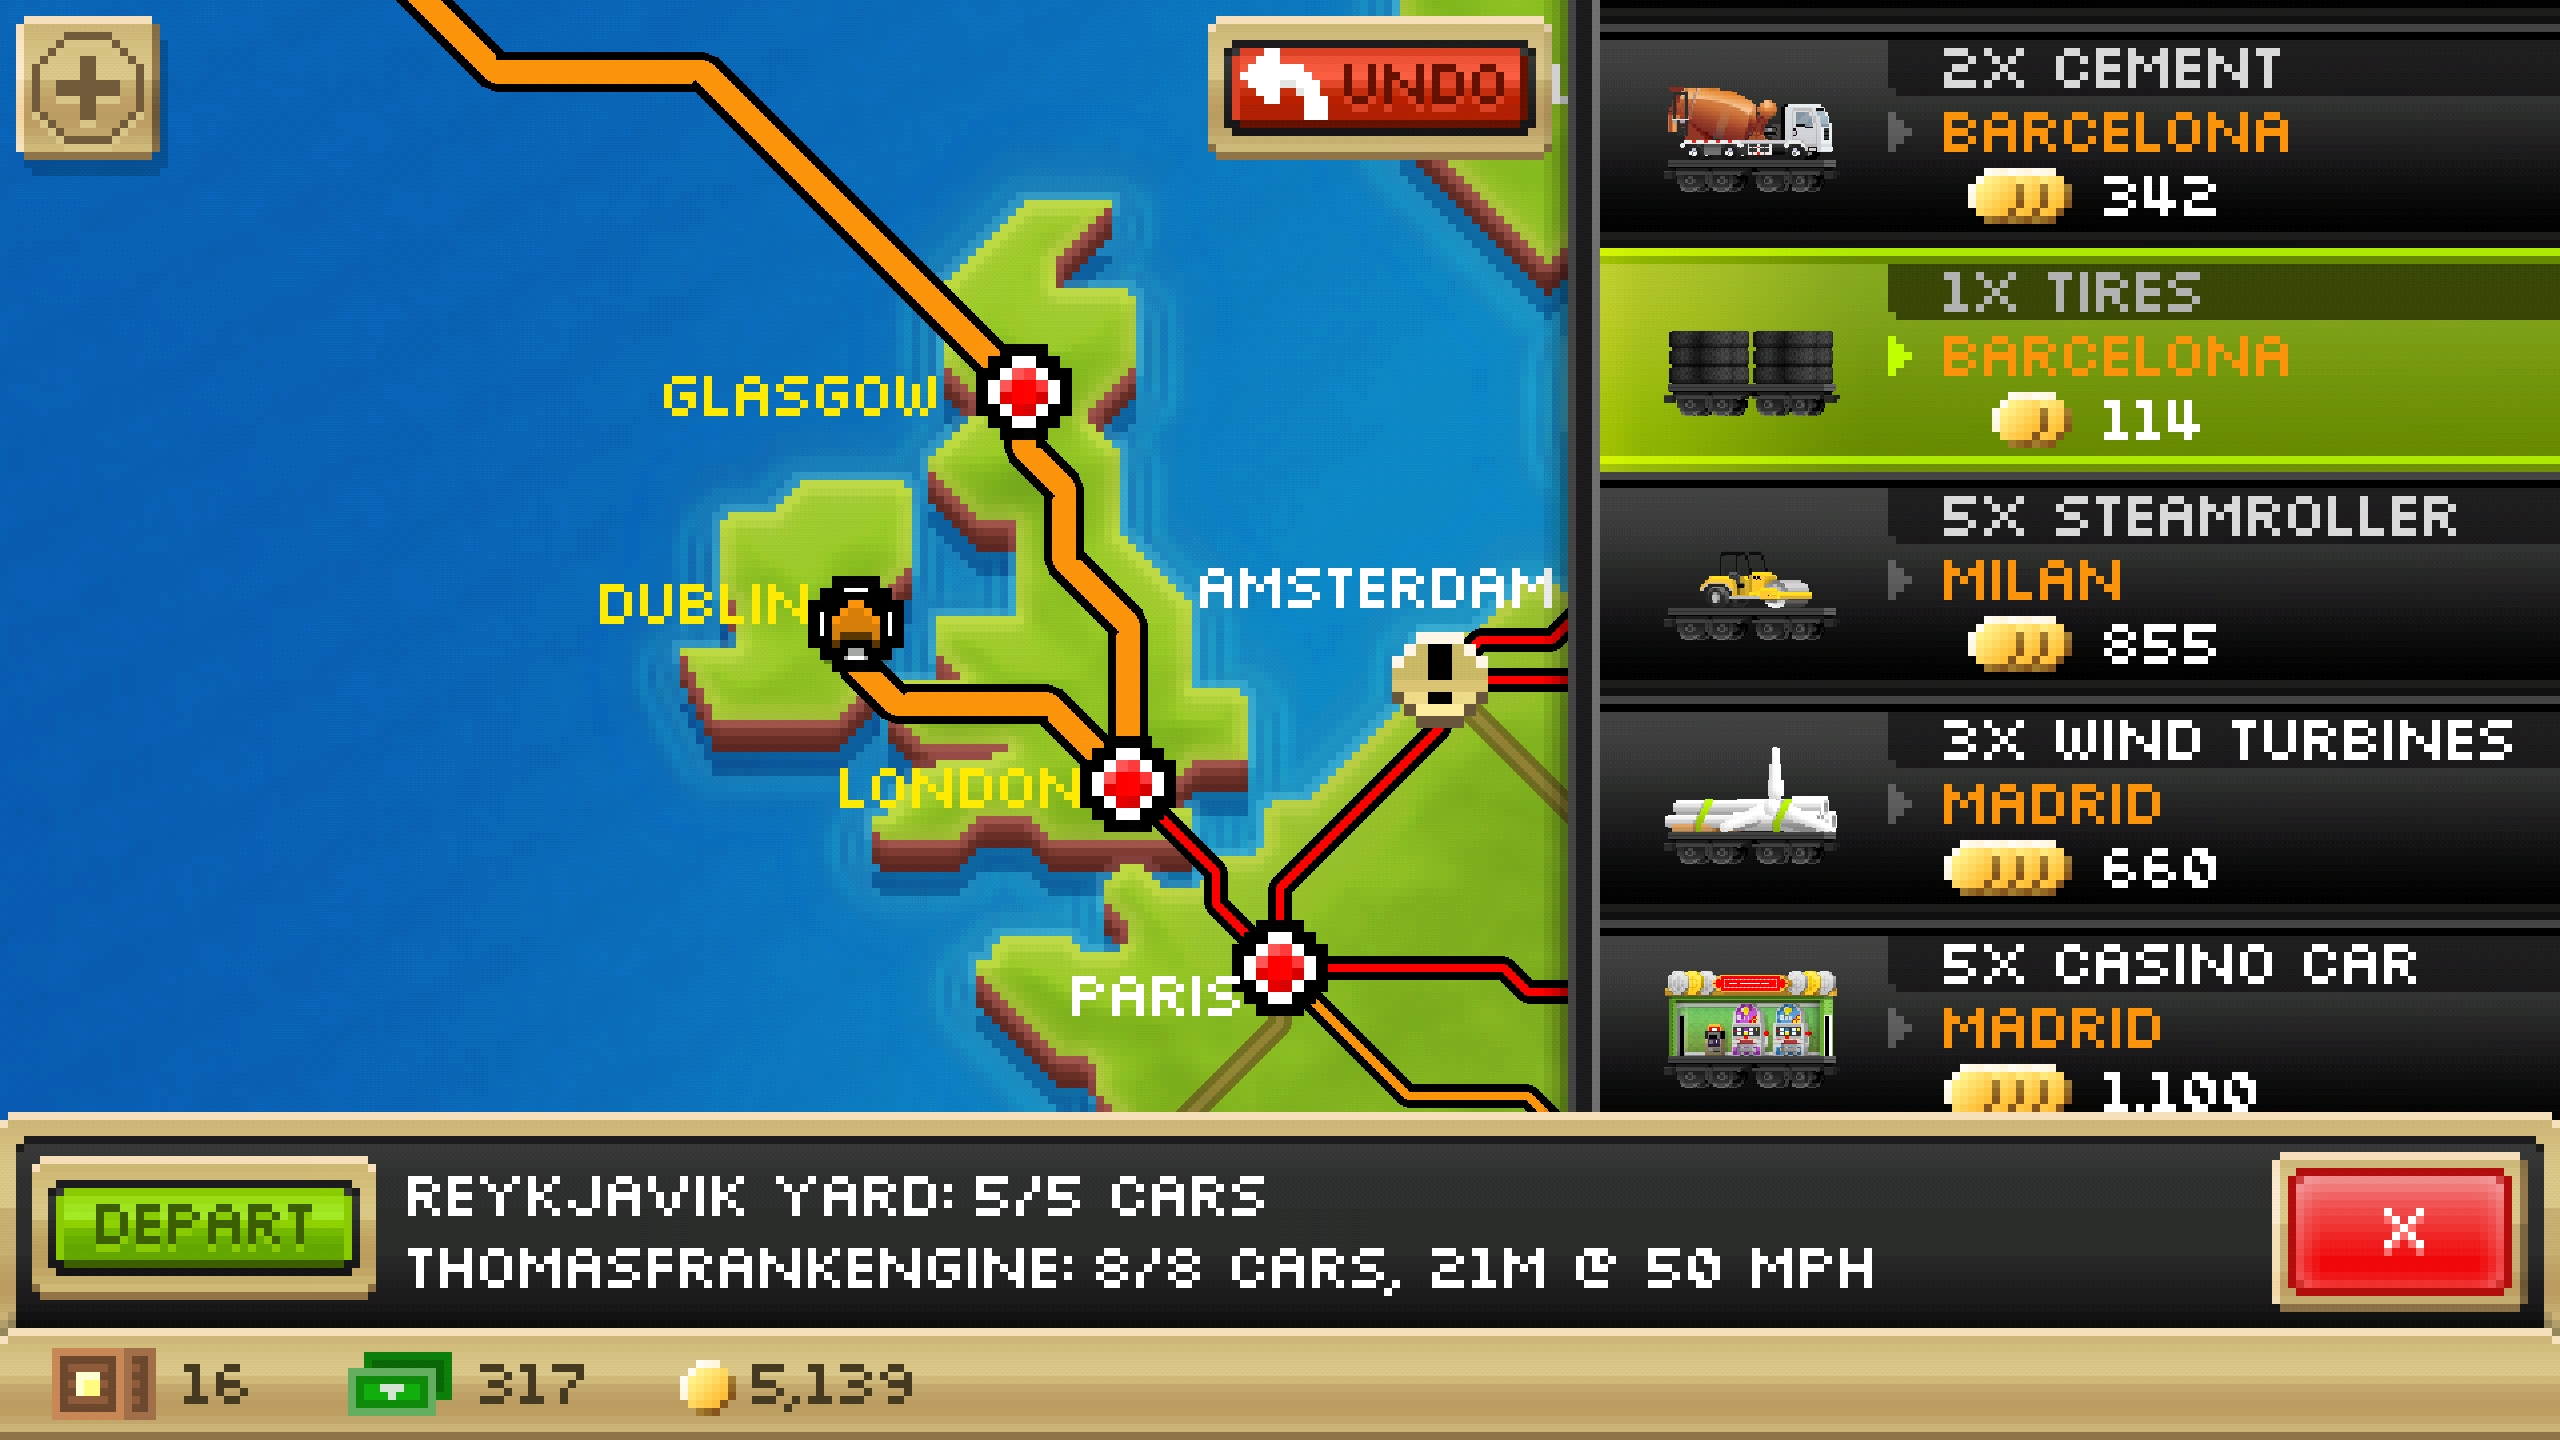 UNDO
GLASGOW
DUBLIN
AMSTERDAM
LONDON
PARIS
2X CEMENT
BARCELONA
342
1X TIRES
BARCELONA
114
5X STEAMROLLER
MILAN
855
3X WIND TURBINES
MADRID
660
5X CASINO CAR
MADRID
1,100
DEPART
REYKJAVIK YARD: 5/5 CARS
THOMASFRANKENGINE: 8/8 CARS, 21M @ 50 MPH
X
16
317
5,139